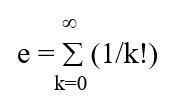 ∞
e = ∑ (1/k!)
k=0